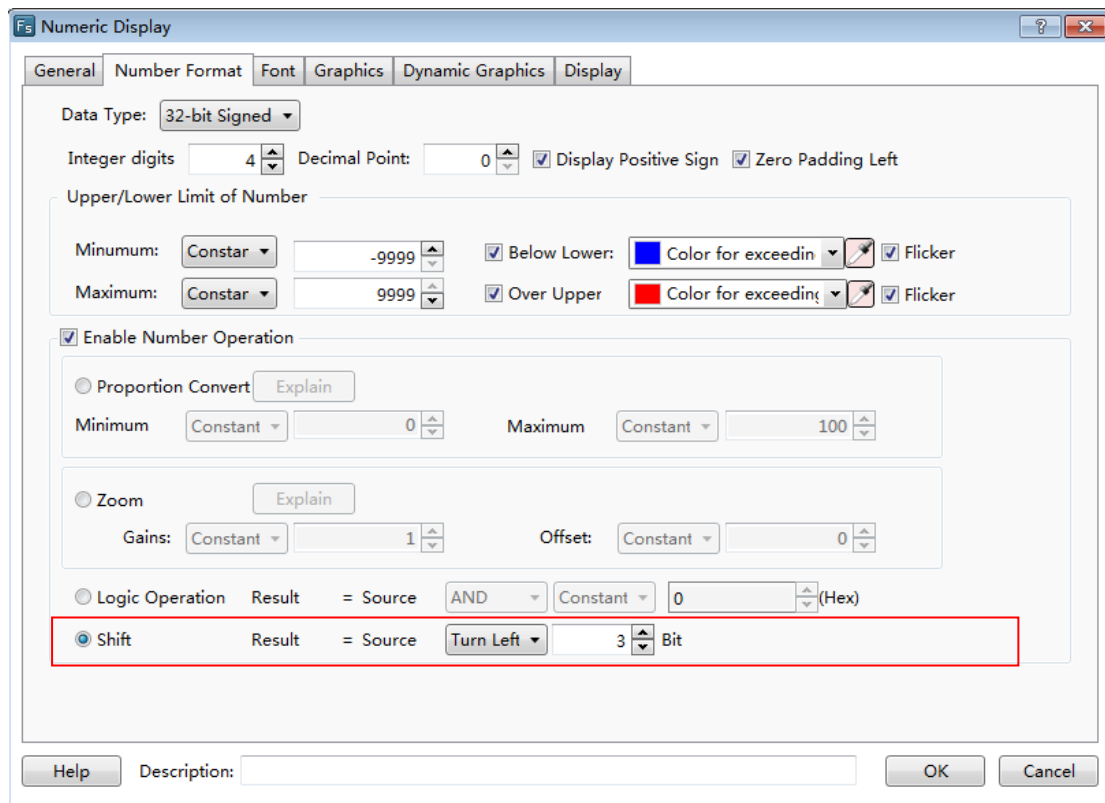 Fs Numeric Display ?
General Number Format Font Graphics Dynamic Graphics Display
Data Type: 32-bit Signed
Integer digits 4 Decimal Point: 0 Display Positive Sign Zero Padding Left
Upper/Lower Limit of Number
Minumum: Constar -9999 Below Lower: Color for exceedin Flicker
Maximum: Constar 9999 Over Upper Color for exceeding Flicker
Enable Number Operation
Proportion Convert Explain
Minimum Constant 0 Maximum Constant 100
Zoom Explain
Gains: Constant 1 Offset: Constant 0
Logic Operation Result = Source AND Constant 0 (Hex)
Shift Result = Source Turn Left 3 Bit
Help Description: OK Cancel